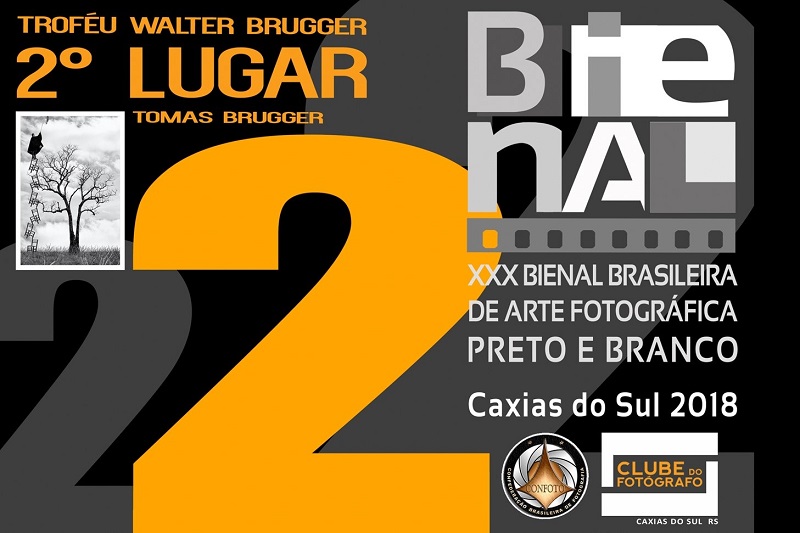 TROFÉU WALTER BRUGGER
2º LUGAR
TOMAS BRUGGER
2
BIENAL
XXX BIENAL BRASILEIRA
DE ARTE FOTOGRÁFICA
PRETO E BRANCO
Caxias do Sul 2018
CONFOTO
CONFEDERAÇÃO BRASILEIRA DE FOTOGRAFIA
CLUBE DO
FOTÓGRAFO
CAXIAS DO SUL RS